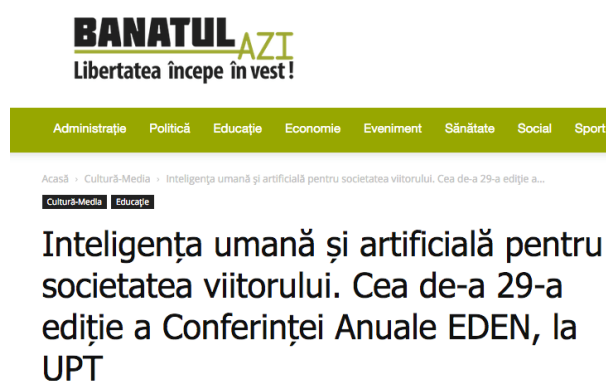 BANATUL AZI
Libertatea începe în vest!
Administrație Politică Educație Economie Eveniment Sănătate Social Sport
Acasă › Cultură-Media › Inteligența umană și artificială pentru societatea viitorului. Cea de-a 29-a ediție a...
Cultură-Media Educație
Inteligența umană și artificială pentru
societatea viitorului. Cea de-a 29-a
ediție a Conferinței Anuale EDEN, la
UPT